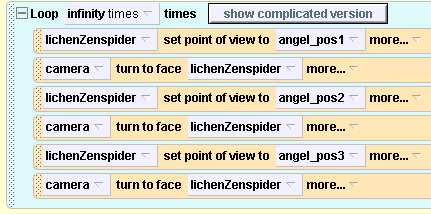 Loop infinity times times show complicated version
lichenZenspider set point of view to angel_pos1 more...
camera turn to face lichenZenspider more...
lichenZenspider set point of view to angel_pos2 more...
camera turn to face lichenZenspider more...
lichenZenspider set point of view to angel_pos3 more...
camera turn to face lichenZenspider more...